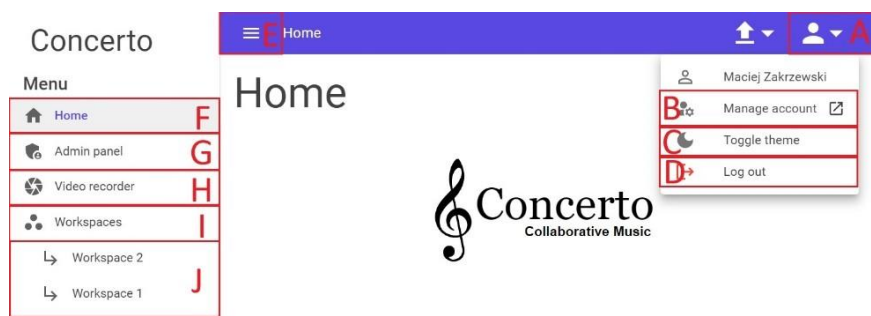 Concerto
Menu
Home
F
Admin panel
G
Video recorder
H
Workspaces
I
Workspace 2
Workspace 1
J
E
Home
A
Home
Maciej Zakrzewski
B
Manage account
C
Toggle theme
D
Log out
Concerto
Collaborative Music